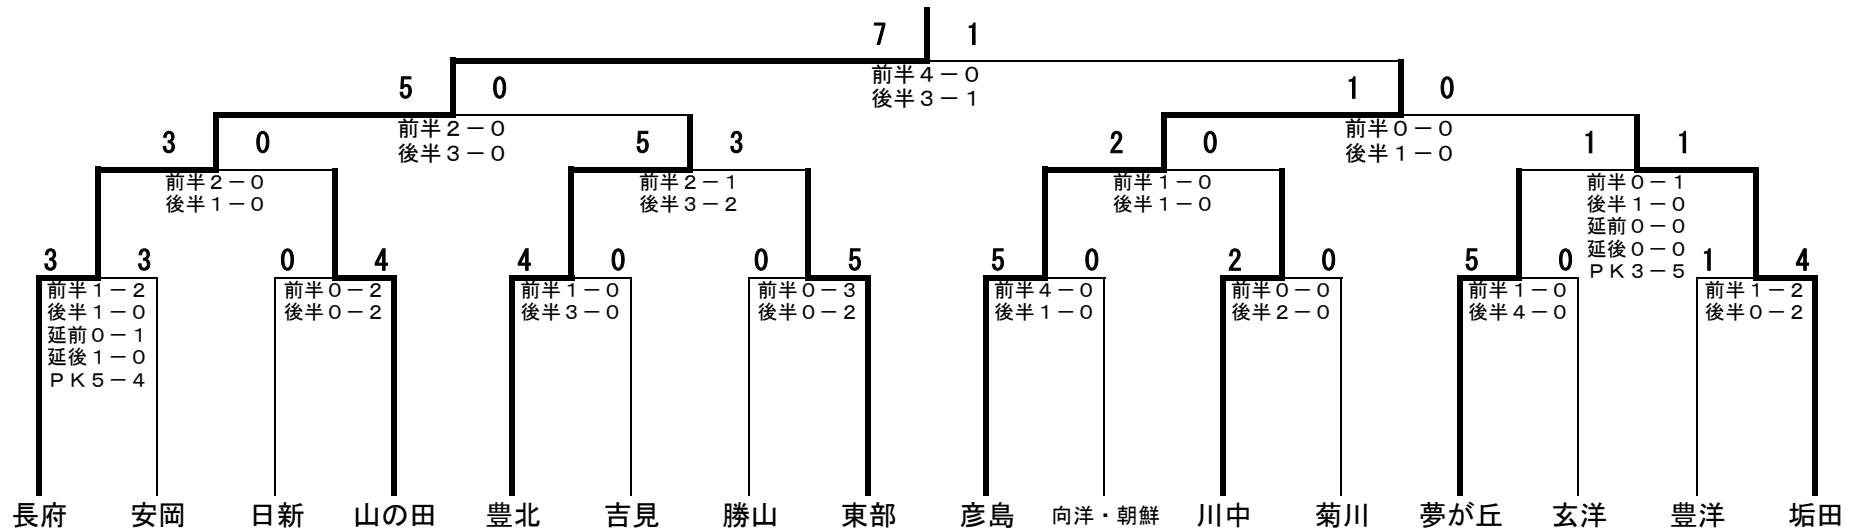 7 1
前半４－０
後半３－１
5 0
前半２－０
後半３－０
1 0
前半０－０
後半１－０
3 0
前半２－０
後半１－０
5 3
前半２－１
後半３－２
2 0
前半１－０
後半１－０
1 1
前半０－１
後半１－０
延前０－０
延後０－０
ＰＫ３－５
3 3
前半１－２
後半１－０
延前０－１
延後１－０
ＰＫ５－４
0 4
前半０－２
後半０－２
4 0
前半１－０
後半３－０
0 5
前半０－３
後半０－２
5 0
前半４－０
後半１－０
2 0
前半０－０
後半２－０
5 0
前半１－０
後半４－０
1 4
前半１－２
後半０－２
長府 安岡 日新 山の田 豊北 吉見 勝山 東部 彦島 向洋・朝鮮 川中 菊川 夢が丘 玄洋 豊洋 垢田